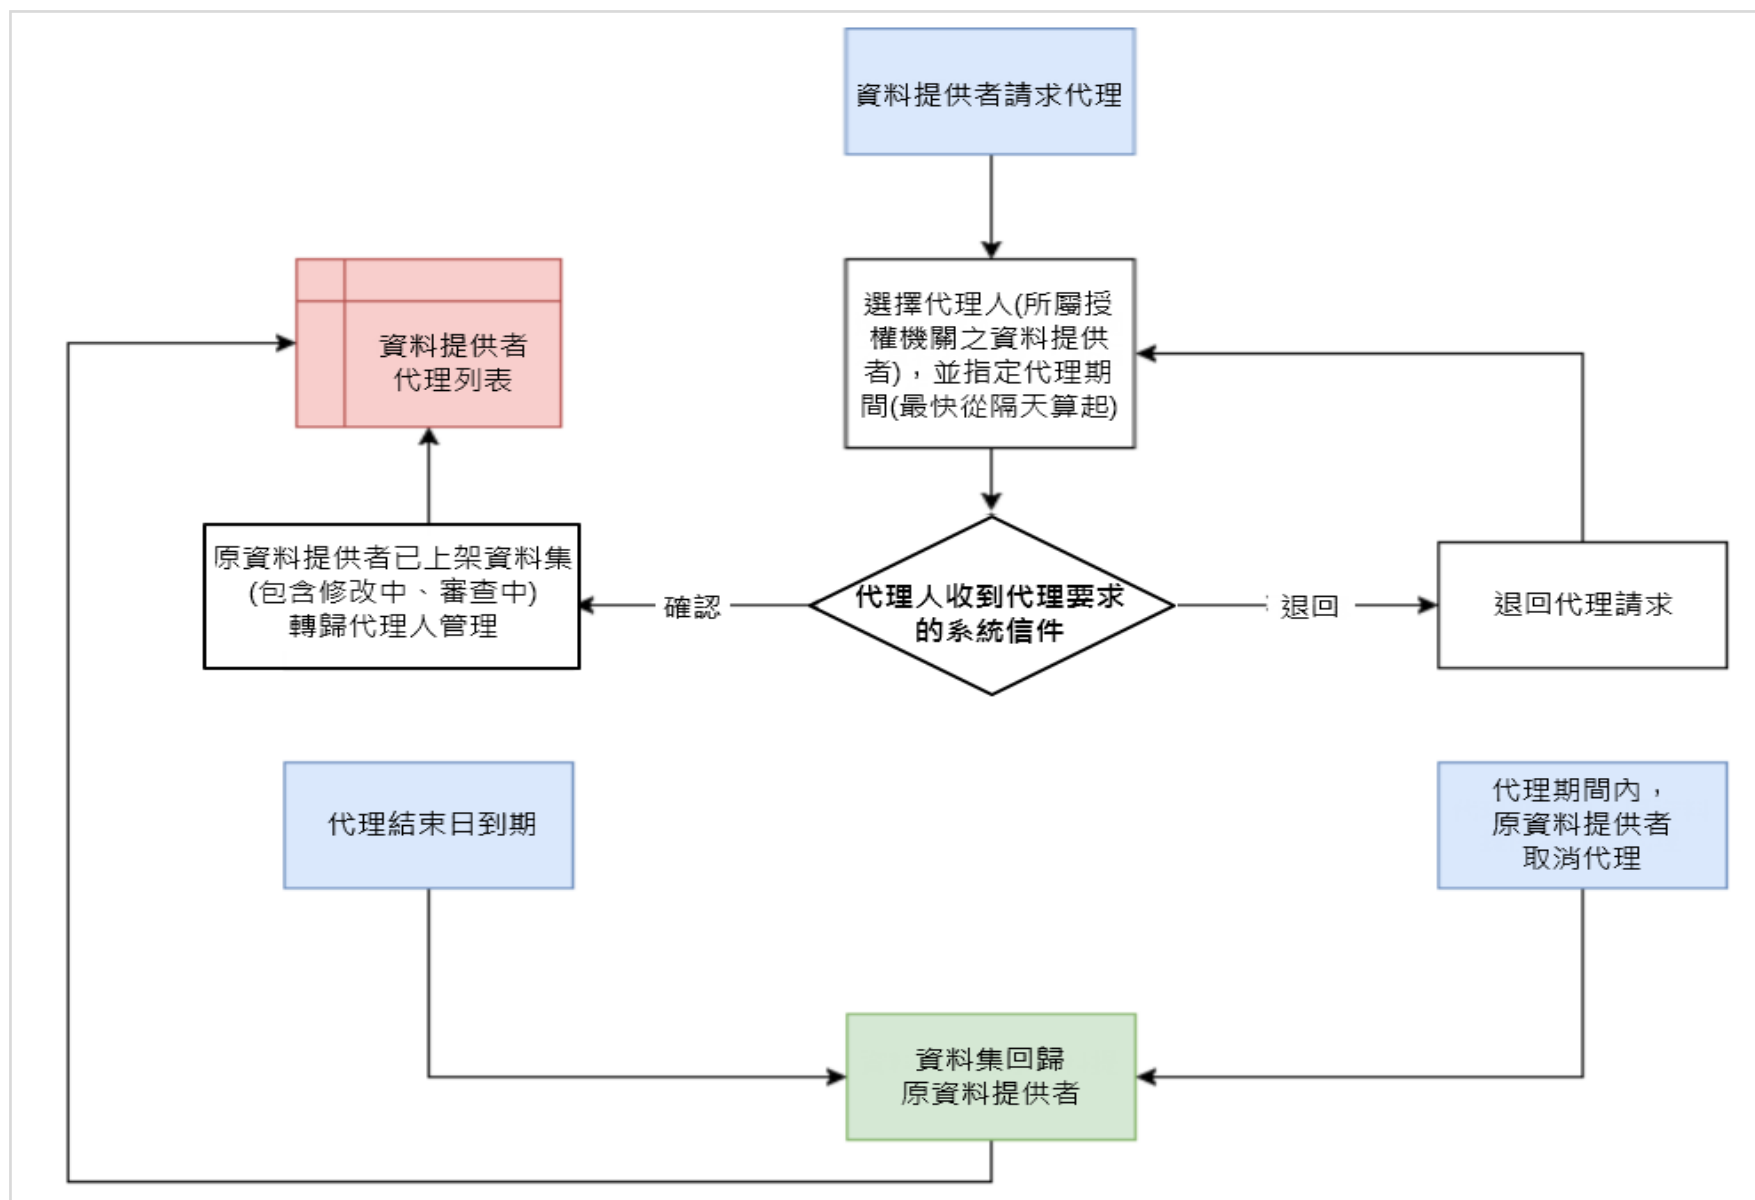 資料提供者請求代理
選擇代理人(所屬授
權機關之資料提供
者)，並指定代理期
間(最快從隔天算起)
資料提供者
代理列表
原資料提供者已上架資料集
(包含修改中、審查中)
轉歸代理人管理
確認
代理人收到代理要求
的系統信件
退回
退回代理請求
代理結束日到期
代理期間內，
原資料提供者
取消代理
資料集回歸
原資料提供者